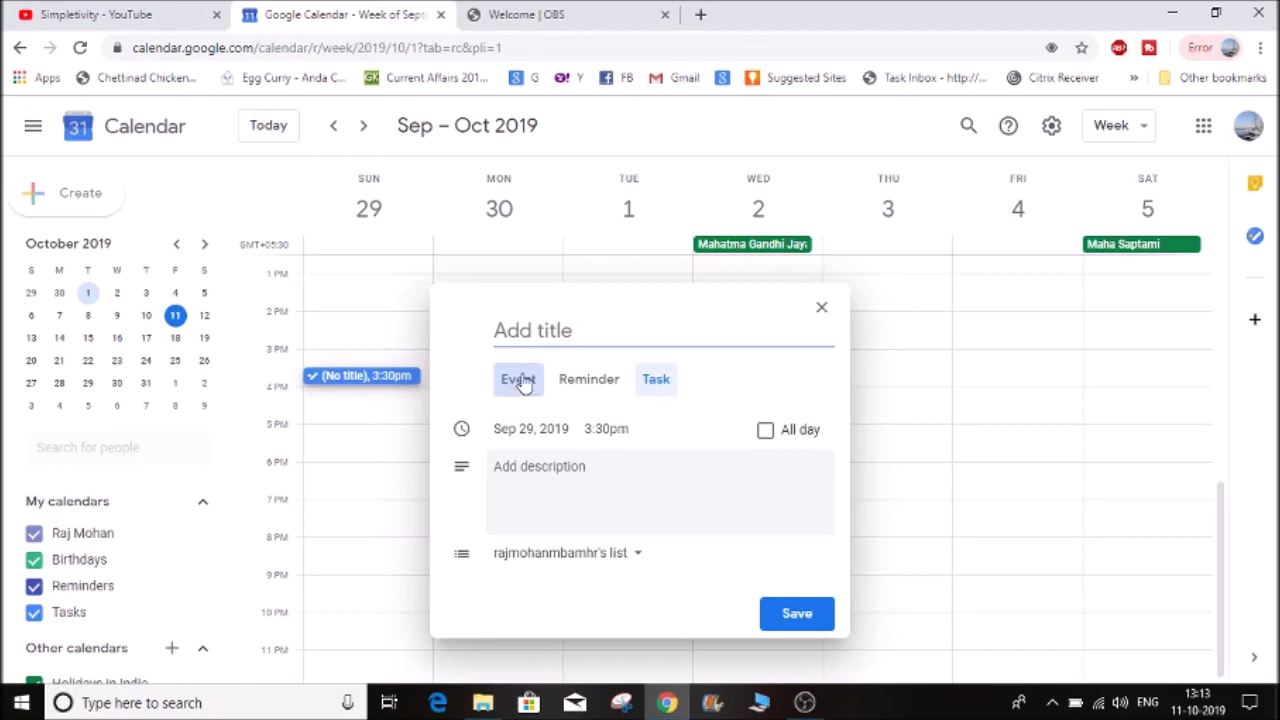 Simpletivity - YouTube
Google Calendar - Week of Sept
Welcome | OBS
calendar.google.com/calendar/r/week/2019/10/1?tab=rc&pli=1
ABP
Error
Apps
Chettinad Chicken...
Egg Curry - Anda C...
GK
Current Affairs 201...
G
Y
FB
Gmail
Suggested Sites
Task Inbox - http://...
Citrix Receiver
»
Other bookmarks
31
Calendar
Today
Sep – Oct 2019
Week
Create
SUN
MON
TUE
WED
THU
FRI
SAT
29
30
1
2
3
4
5
GMT+05:30
Mahatma Gandhi Jay
Maha Saptami
October 2019
S M T W T F S
29 30 1 2 3 4 5
6 7 8 9 10 11 12
13 14 15 16 17 18 19
20 21 22 23 24 25 26
27 28 29 30 31 1 2
3 4 5 6 7 8 9
Search for people
My calendars
Raj Mohan
Birthdays
Reminders
Tasks
Other calendars
Holidays in India
1 PM
2 PM
3 PM
4 PM
5 PM
6 PM
7 PM
8 PM
9 PM
10 PM
11 PM
(No title), 3:30pm
Add title
Event
Reminder
Task
Sep 29, 2019 3:30pm
All day
Add description
rajmohanmbamhr's list
Save
Type here to search
ENG
13:13
11-10-2019